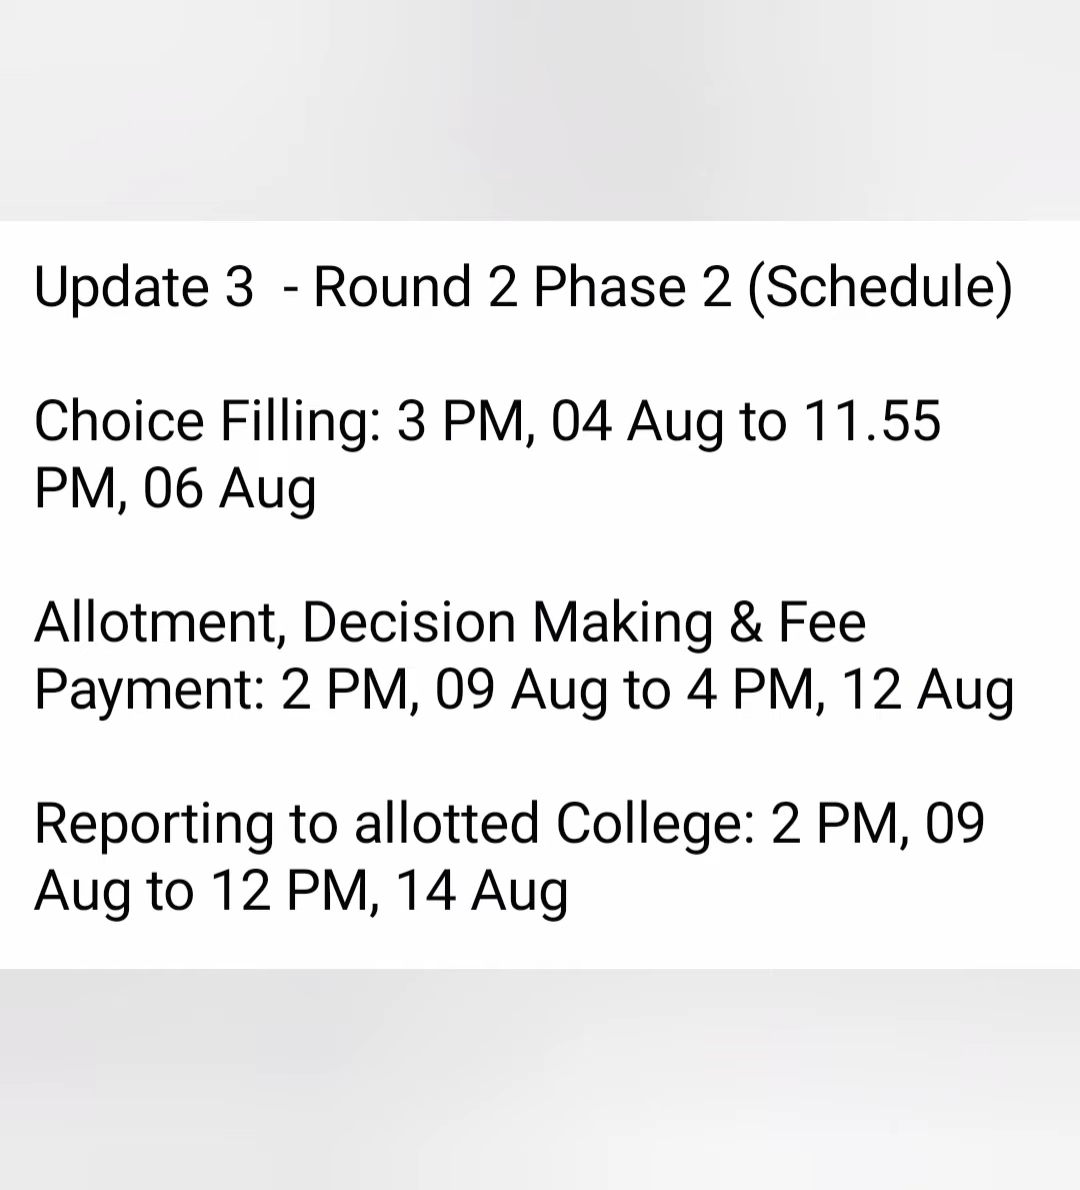 Update 3  - Round 2 Phase 2 (Schedule)
Choice Filling: 3 PM, 04 Aug to 11.55
PM, 06 Aug
Allotment, Decision Making & Fee
Payment: 2 PM, 09 Aug to 4 PM, 12 Aug
Reporting to allotted College: 2 PM, 09
Aug to 12 PM, 14 Aug